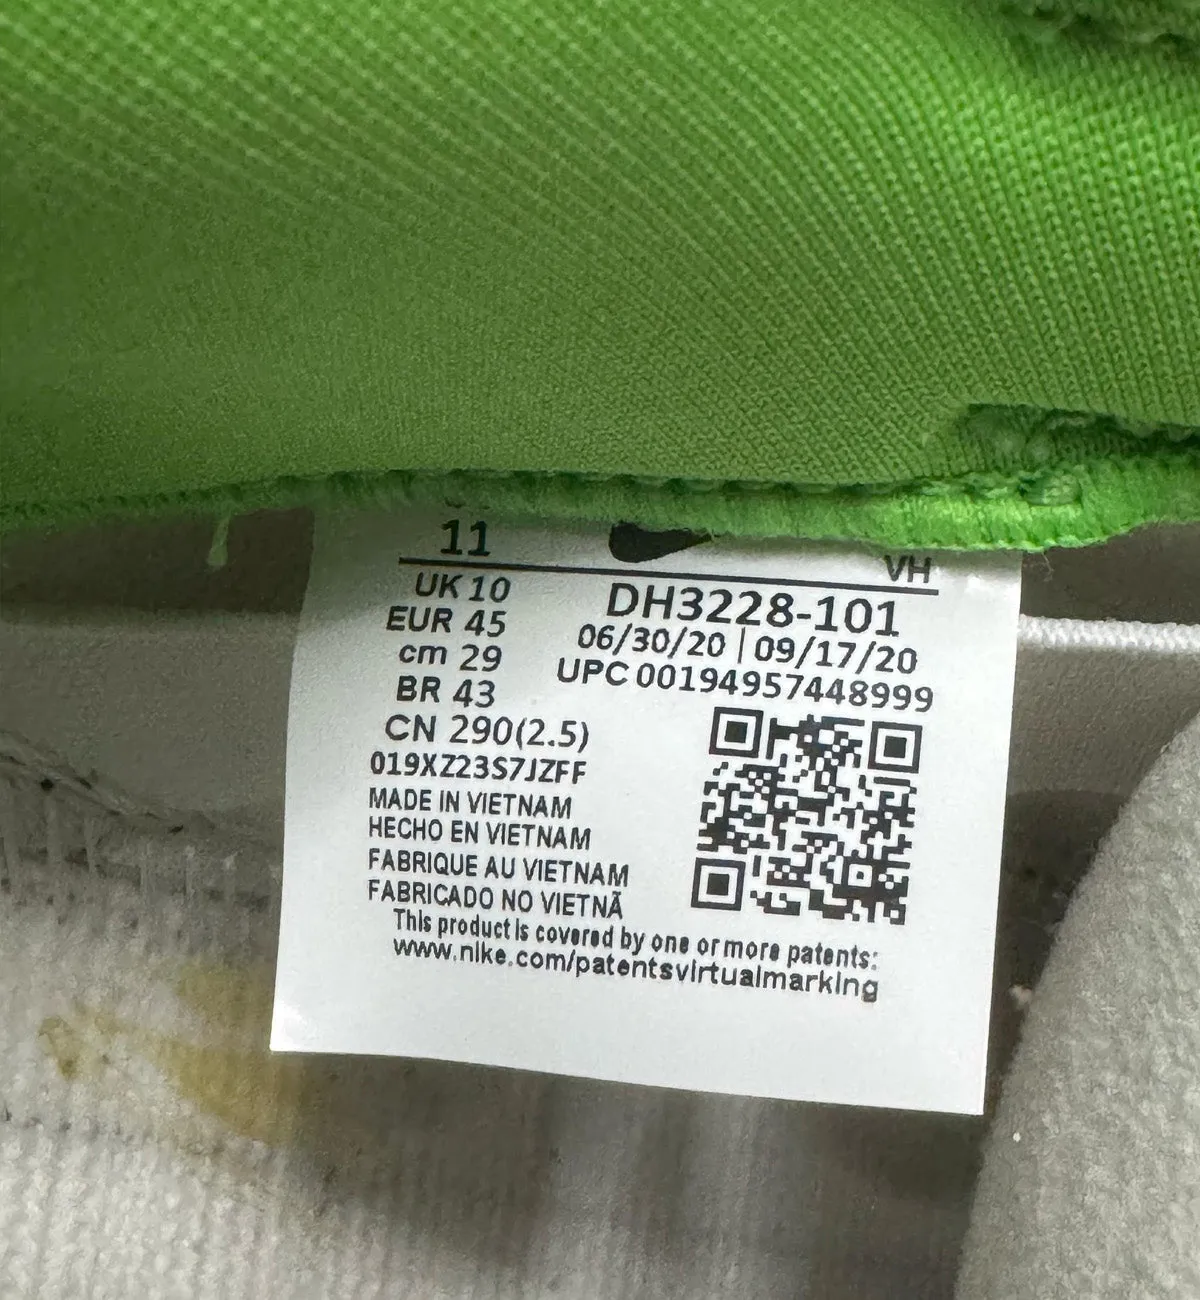 11
VH
UK 10
DH3228-101
EUR 45
06/30/20 | 09/17/20
cm 29
UPC 00194957448999
BR 43
CN 290(2.5)
019XZ23S7JZFF
MADE IN VIETNAM
HECHO EN VIETNAM
FABRIQUE AU VIETNAM
FABRICADO NO VIETNÃ
This product is covered by one or more patents:
www.nike.com/patentsvirtualmarking